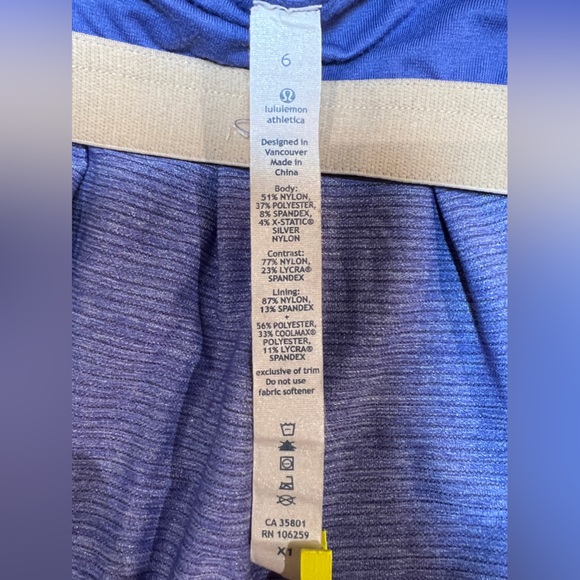 6
lululemon
athletica
Designed in
Vancouver
Made in
China
Body:
51% NYLON,
37% POLYESTER,
8% SPANDEX,
4% X-STATIC®
SILVER
NYLON
Contrast:
77% NYLON,
23% LYCRA®
SPANDEX
Lining:
87% NYLON,
13% SPANDEX
+
56% POLYESTER,
33% COOLMAX®
POLYESTER,
11% LYCRA®
SPANDEX
exclusive of trim
Do not use
fabric softener
CA 35801
RN 106259
X1